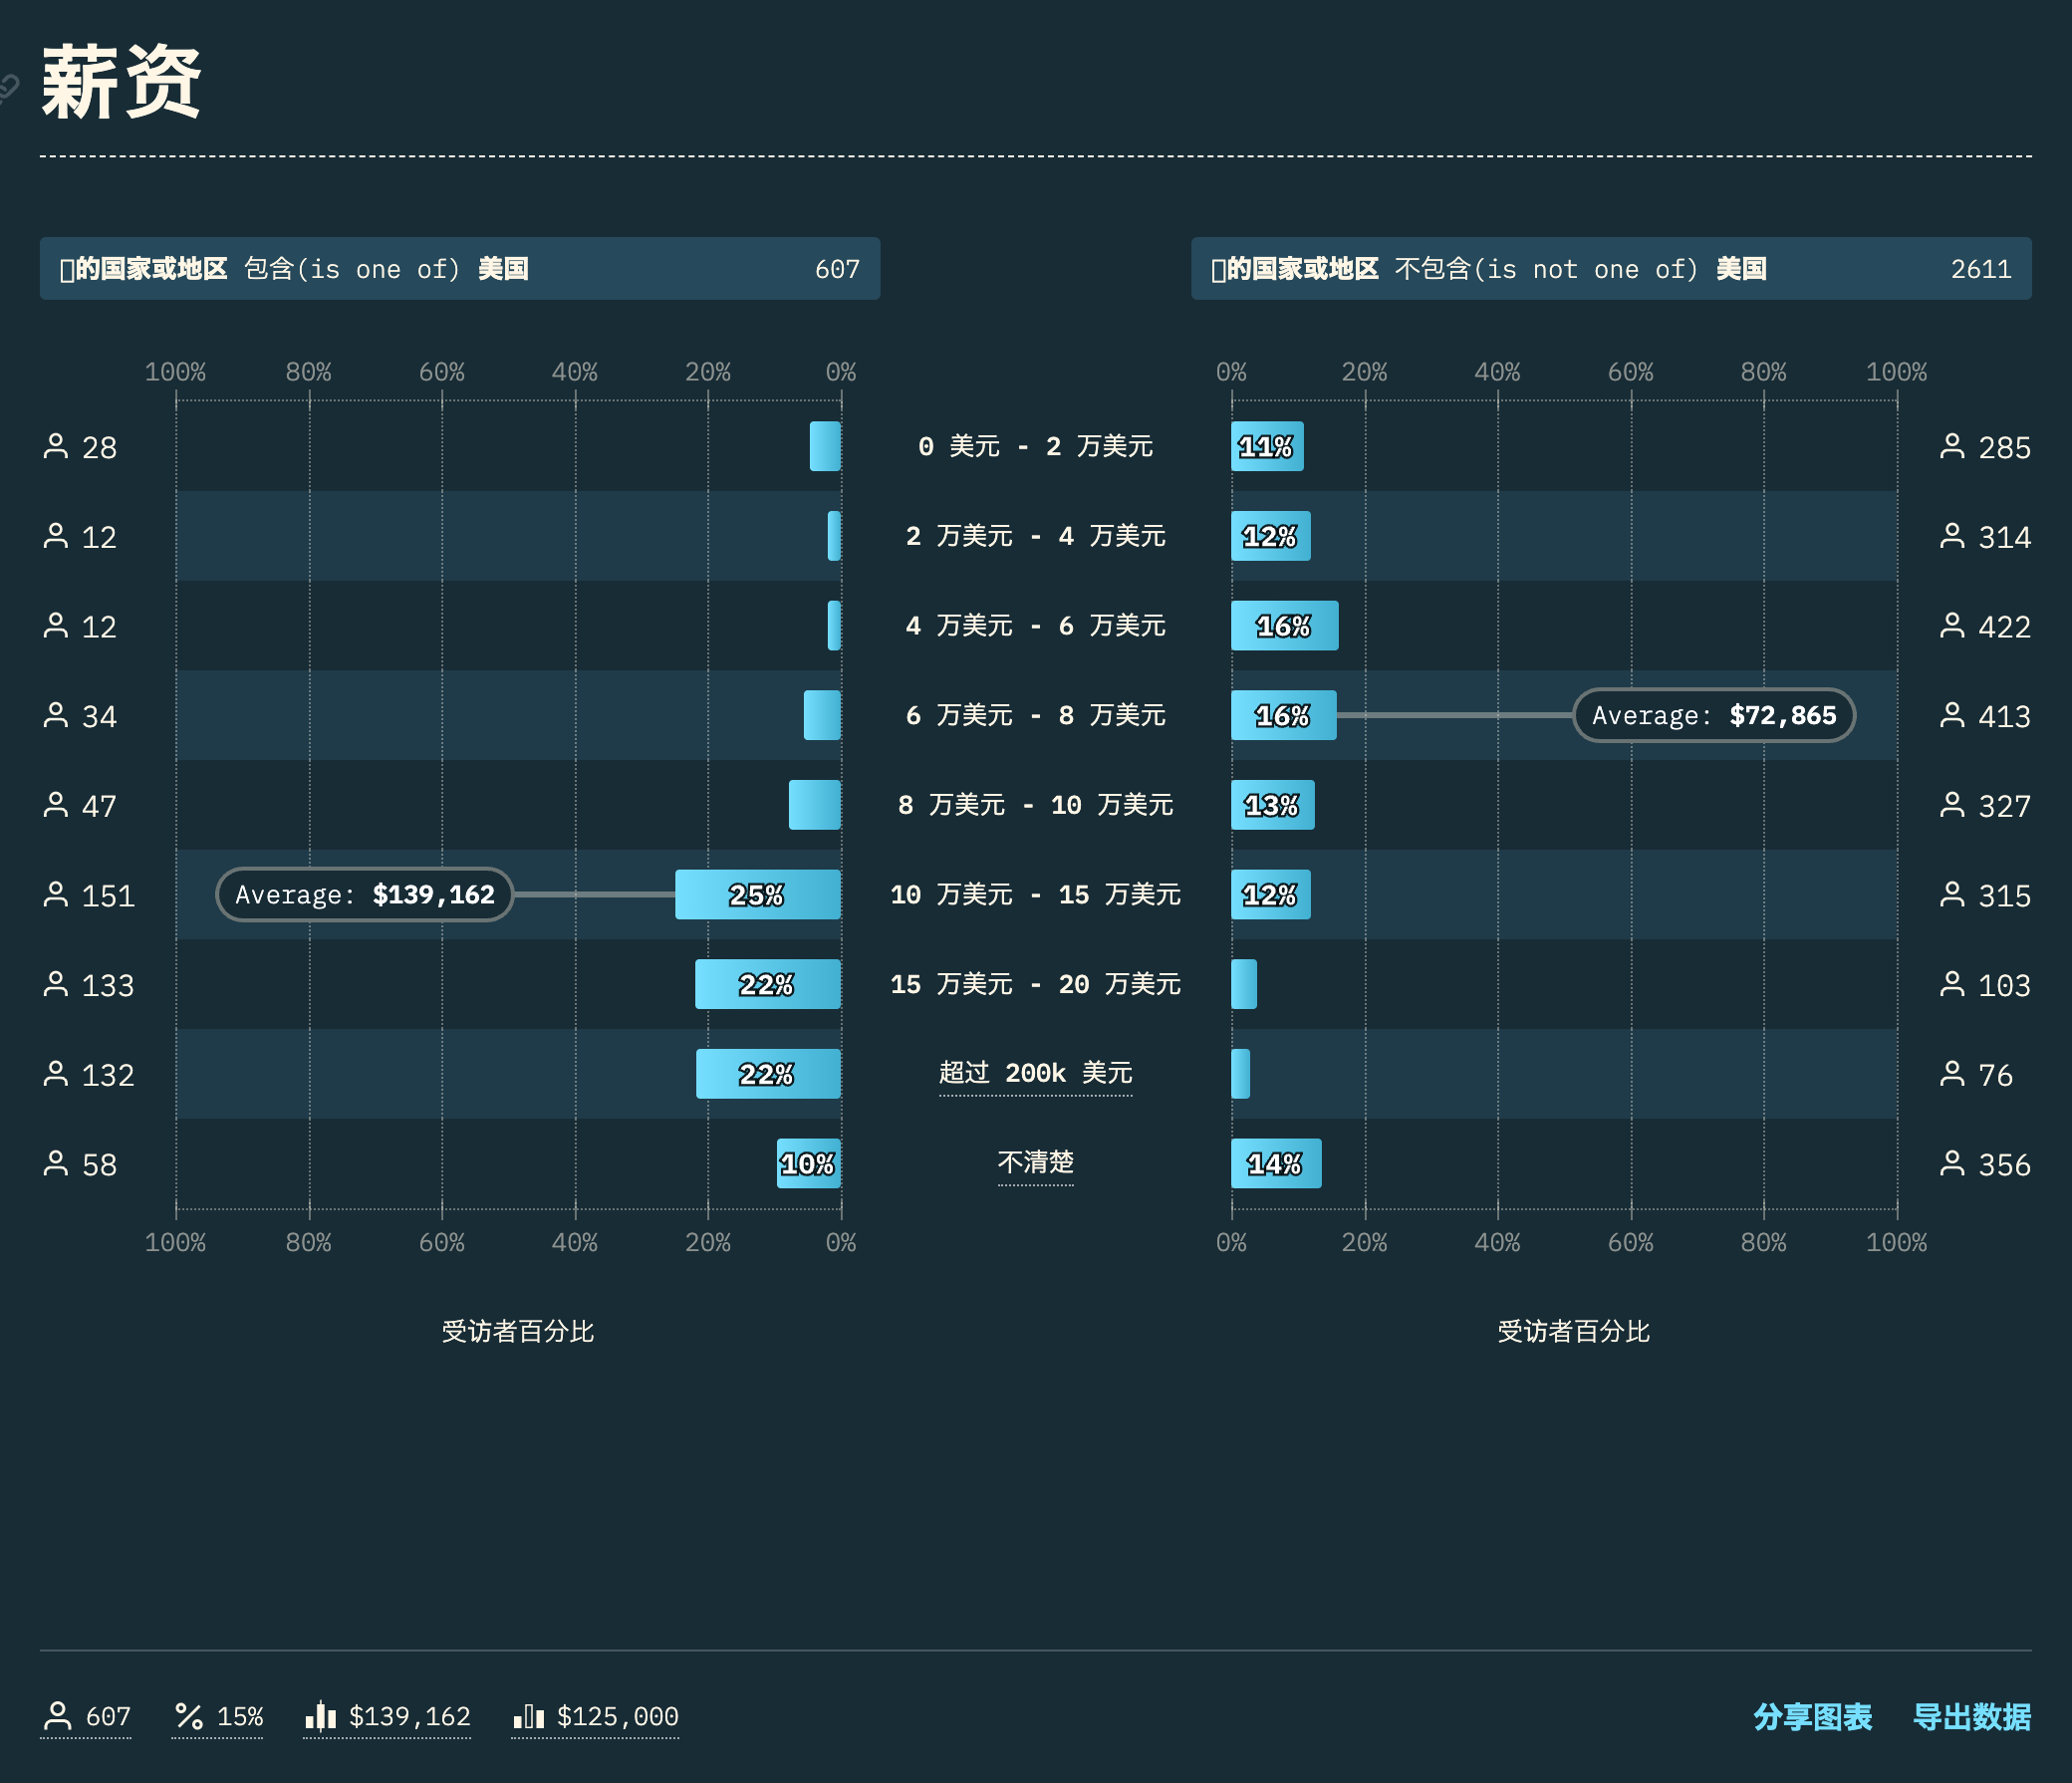 薪资
的国家或地区 包含(is one of) 美国 607
的国家或地区 不包含(is not one of) 美国 2611
100% 80% 60% 40% 20% 0% 0% 20% 40% 60% 80% 100%
28 0 美元 - 2 万美元 11% 285
12 2 万美元 - 4 万美元 12% 314
12 4 万美元 - 6 万美元 16% 422
34 6 万美元 - 8 万美元 16% Average: $72,865 413
47 8 万美元 - 10 万美元 13% 327
151 Average: $139,162 25% 10 万美元 - 15 万美元 12% 315
133 22% 15 万美元 - 20 万美元 103
132 22% 超过 200k 美元 76
58 10% 不清楚 14% 356
100% 80% 60% 40% 20% 0% 0% 20% 40% 60% 80% 100%
受访者百分比 受访者百分比
607 15% $139,162 $125,000 分享图表 导出数据